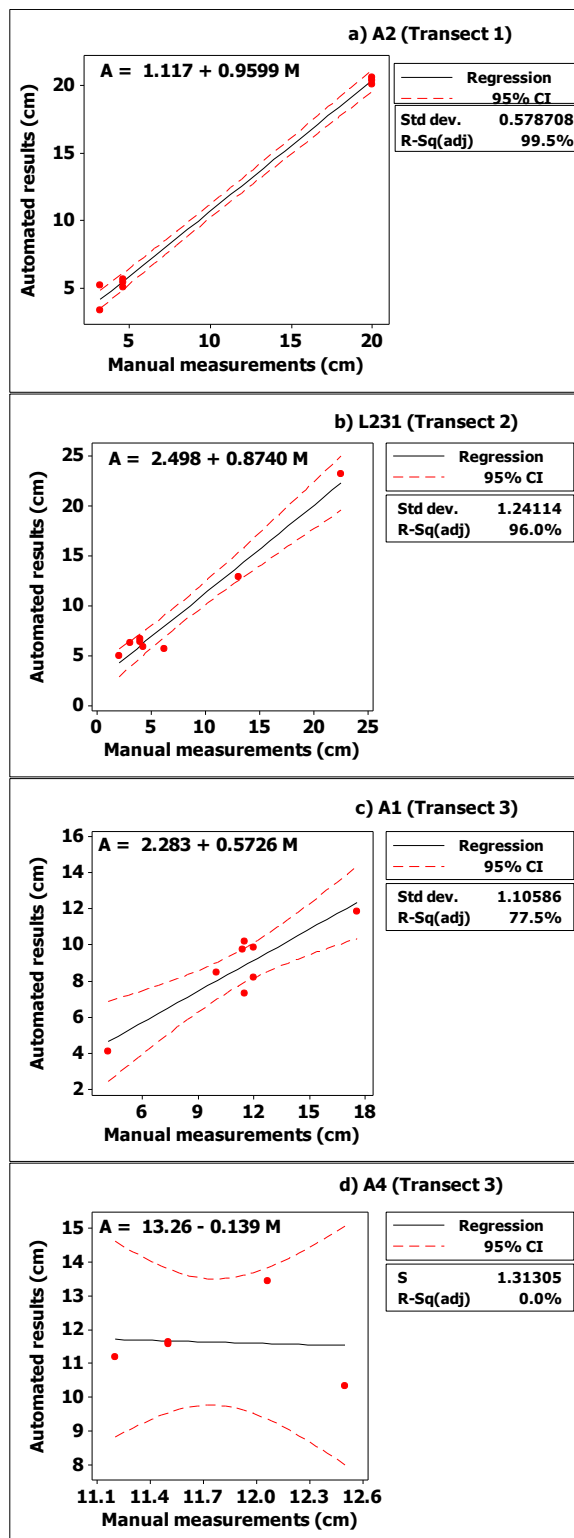 a) A2 (Transect 1)
A = 1.117 + 0.9599 M
Regression
95% CI
Std dev. 0.578708
R-Sq(adj) 99.5%
Automated results (cm)
20
15
10
5
5 10 15 20
Manual measurements (cm)
b) L231 (Transect 2)
A = 2.498 + 0.8740 M
Regression
95% CI
Std dev. 1.24114
R-Sq(adj) 96.0%
Automated results (cm)
25
20
15
10
5
0
0 5 10 15 20 25
Manual measurements (cm)
c) A1 (Transect 3)
A = 2.283 + 0.5726 M
Regression
95% CI
Std dev. 1.10586
R-Sq(adj) 77.5%
Automated results (cm)
16
14
12
10
8
6
4
2
6 9 12 15 18
Manual measurements (cm)
d) A4 (Transect 3)
A = 13.26 - 0.139 M
Regression
95% CI
S 1.31305
R-Sq(adj) 0.0%
Automated results (cm)
15
14
13
12
11
10
9
8
11.1 11.4 11.7 12.0 12.3 12.6
Manual measurements (cm)